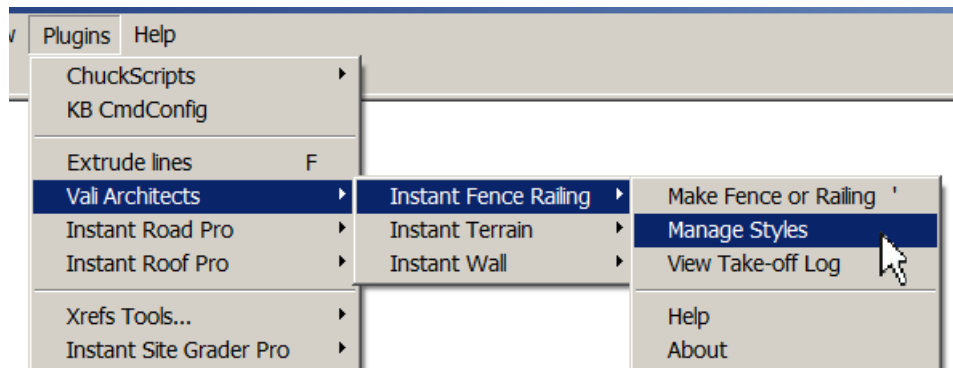 Plugins Help
ChuckScripts
KB CmdConfig
Extrude lines F
Vali Architects
Instant Road Pro
Instant Roof Pro
Xrefs Tools...
Instant Site Grader Pro
Instant Fence Railing
Instant Terrain
Instant Wall
Make Fence or Railing '
Manage Styles
View Take-off Log
Help
About